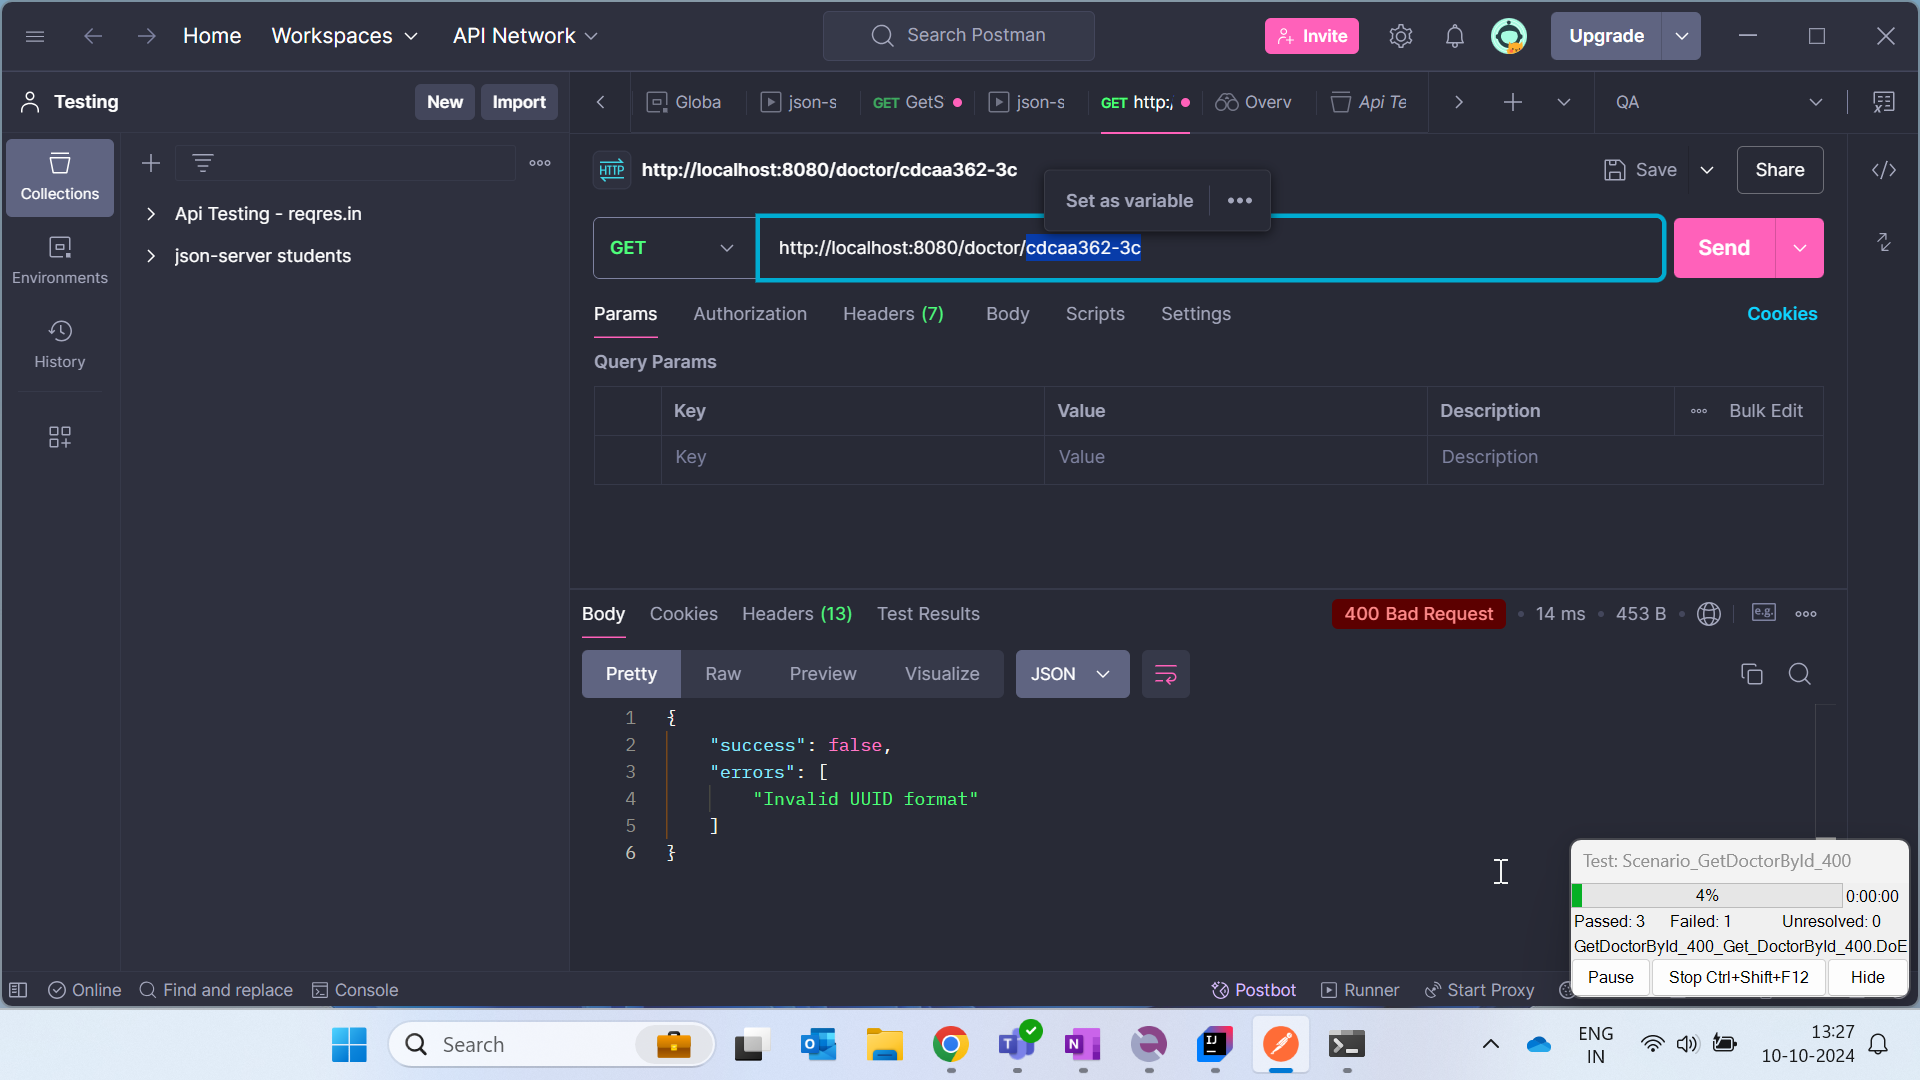 Home Workspaces API Network
Search Postman
Invite Upgrade
Testing New Import
Globa json-s GET GetS json-s GET http:/ Overv Api Te QA
Collections
Environments
History
Api Testing - reqres.in
json-server students
HTTP http://localhost:8080/doctor/cdcaa362-3c Save Share
Set as variable
GET http://localhost:8080/doctor/cdcaa362-3c Send
Params Authorization Headers (7) Body Scripts Settings Cookies
Query Params
Key Value Description Bulk Edit
Key Value Description
Body Cookies Headers (13) Test Results 400 Bad Request 14 ms 453 B e.g.
Pretty Raw Preview Visualize JSON
1 {
2 "success": false,
3 "errors": [
4 "Invalid UUID format"
5 ]
6 }
Test: Scenario_GetDoctorById_400
4% 0:00:00
Passed: 3 Failed: 1 Unresolved: 0
GetDoctorById_400_Get_DoctorById_400.DoE
Pause Stop Ctrl+Shift+F12 Hide
Online Find and replace Console Postbot Runner Start Proxy
Search
ENG
IN
13:27
10-10-2024